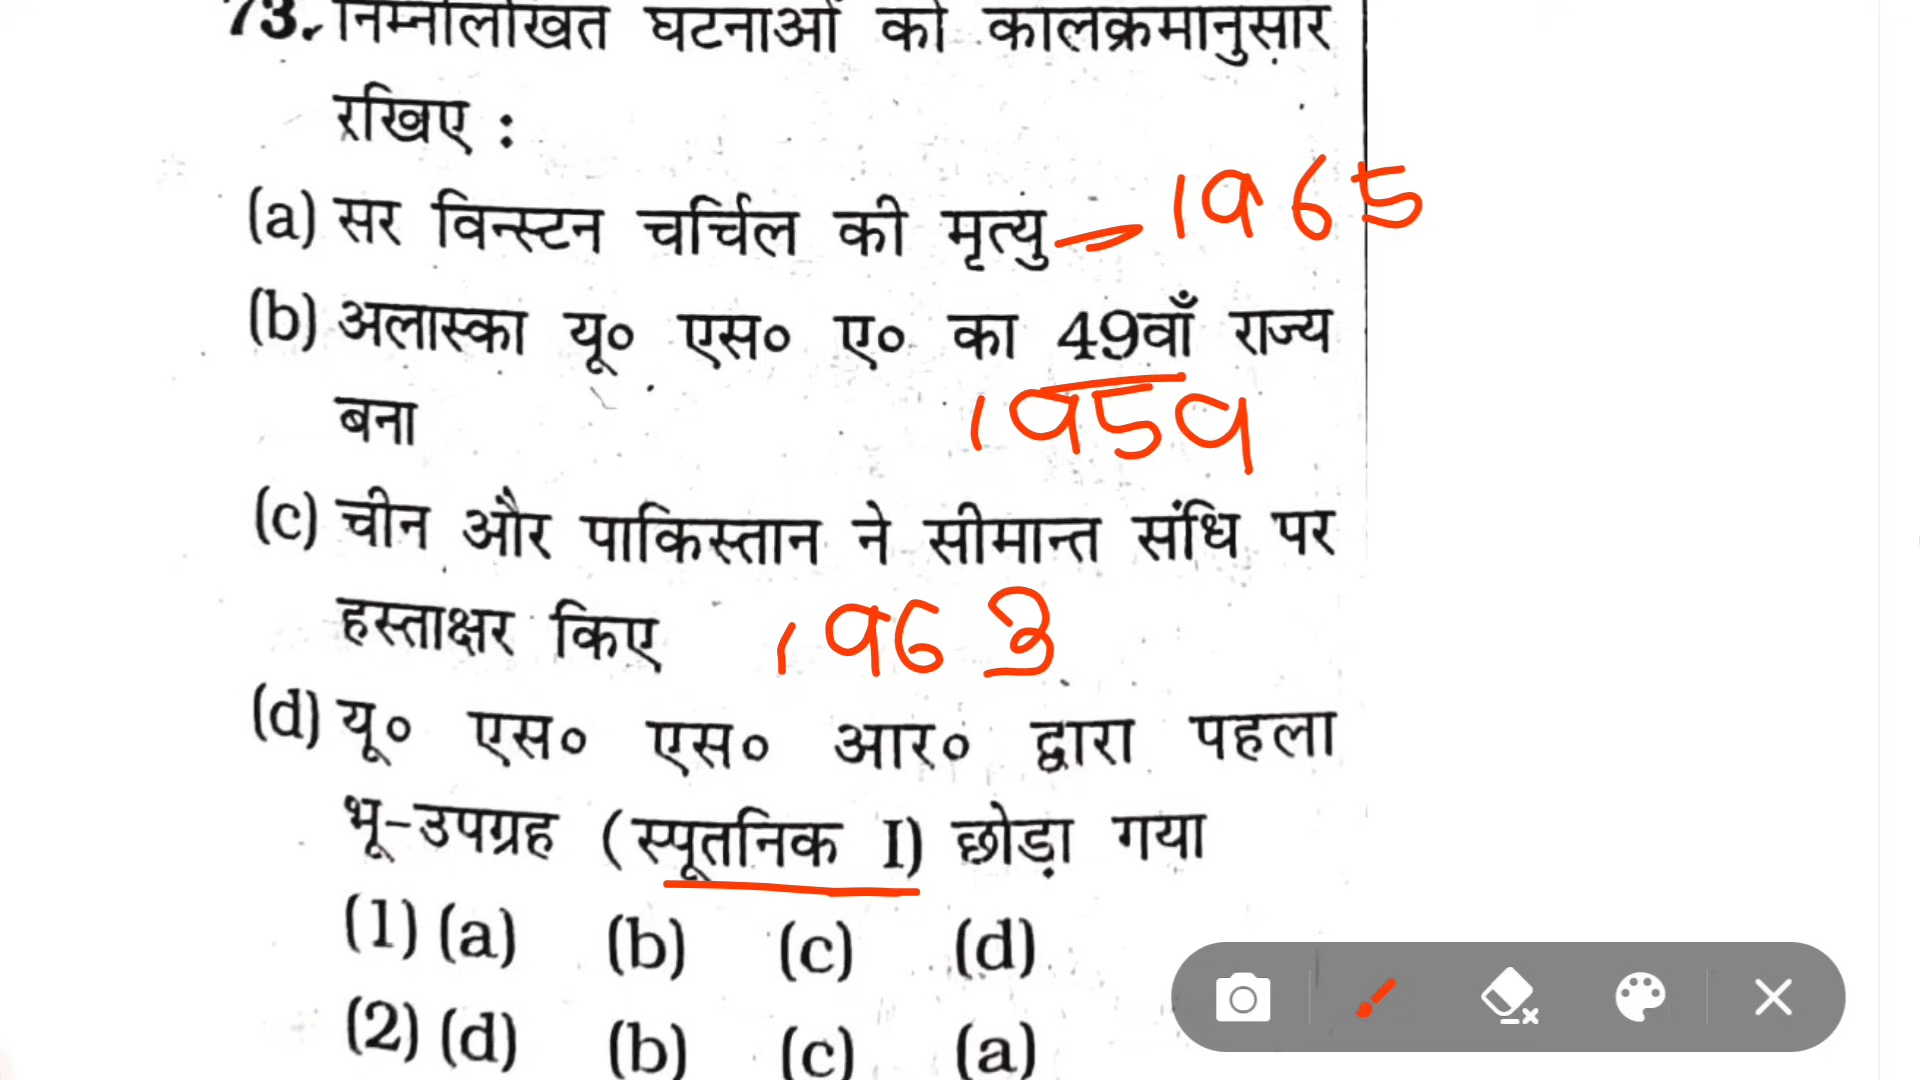 73. निम्नलिखित घटनाओं को कालक्रमानुसार
रखिए :
(a) सर विन्स्टन चर्चिल की मृत्यु - 1965
(b) अलास्का यू० एस० ए० का 49वाँ राज्य
बना 1959
(c) चीन और पाकिस्तान ने सीमान्त संधि पर
हस्ताक्षर किए 1963
(d) यू० एस० एस० आर० द्वारा पहला
भू-उपग्रह (स्पूतनिक I) छोड़ा गया
(1) (a) (b) (c) (d)
(2) (d) (b) (c) (a)